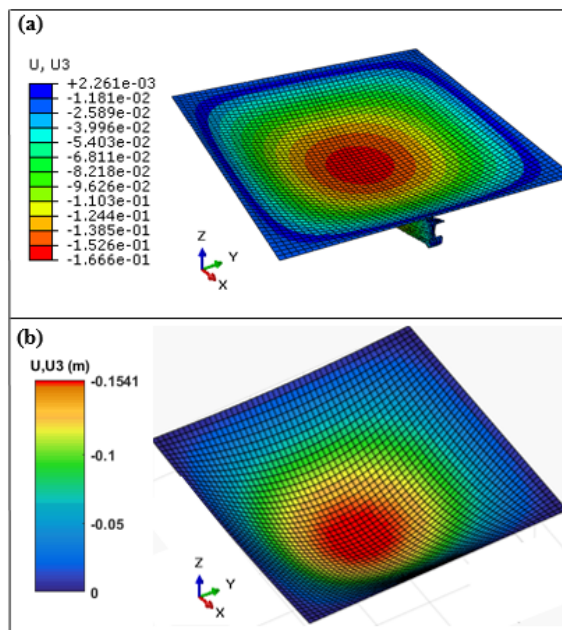 (a)
U, U3
+2.261e-03
-1.181e-02
-2.589e-02
-3.996e-02
-5.403e-02
-6.811e-02
-8.218e-02
-9.626e-02
-1.103e-01
-1.244e-01
-1.385e-01
-1.526e-01
-1.666e-01
Z
Y
X
(b)
U,U3 (m)
-0.1541
-0.1
-0.05
0
Z
Y
X